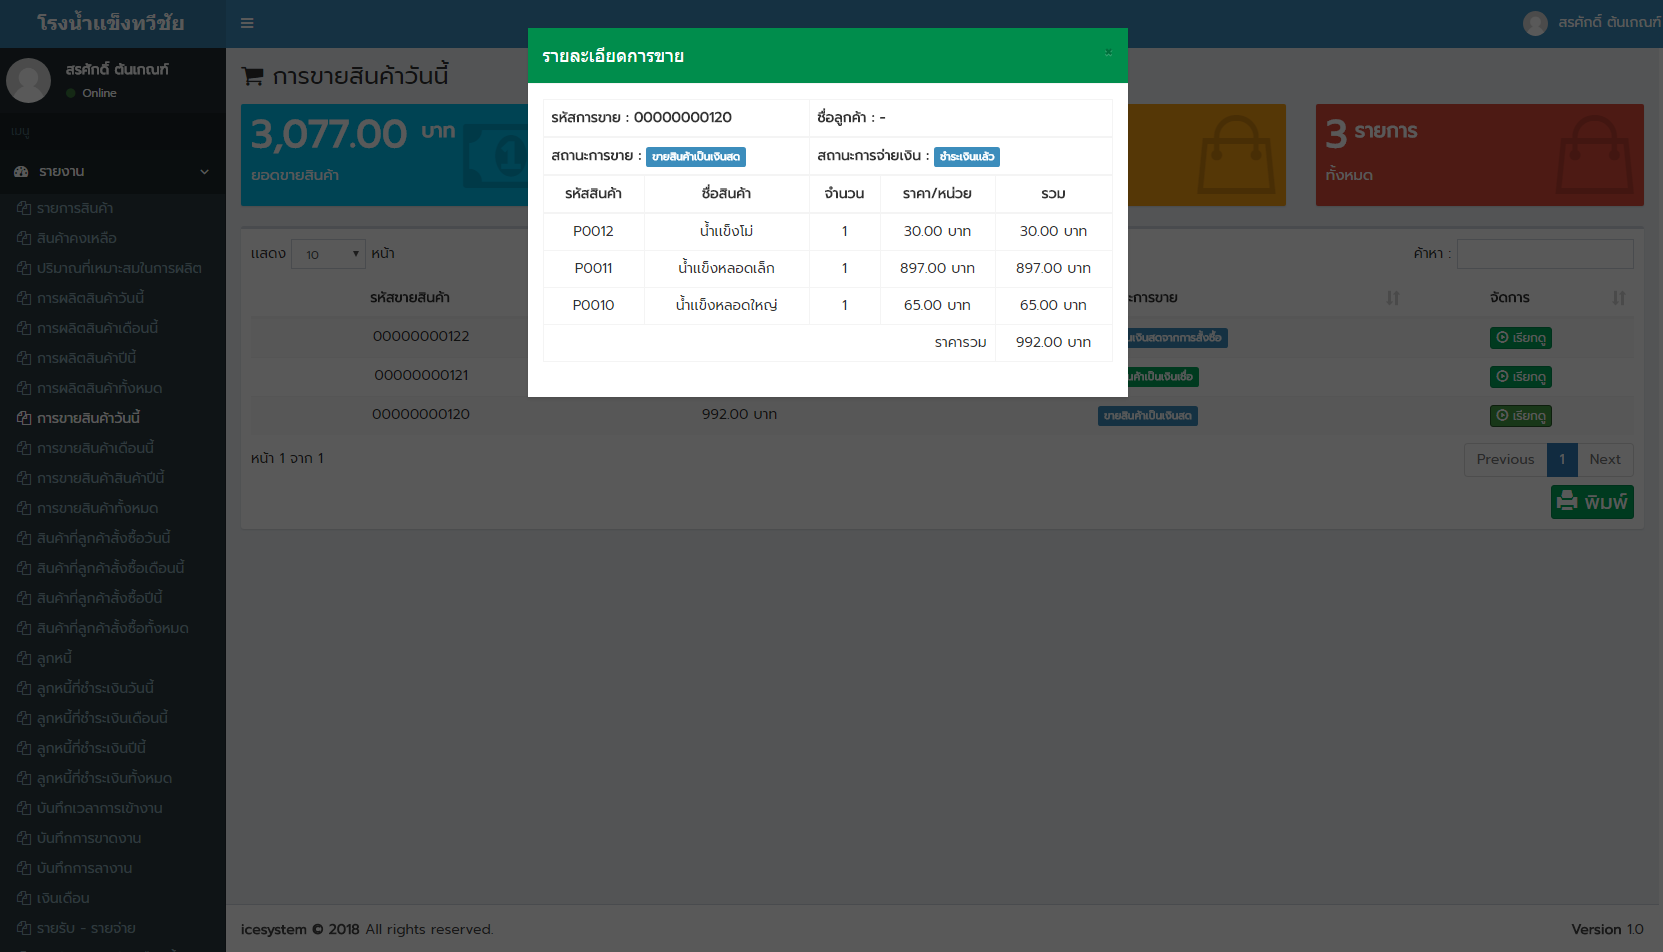 โรงน้ำแข็งทวีชัย
สรศักดิ์ ตันเกณฑ์
สรศักดิ์ ตันเกณฑ์
Online
เมนู
รายงาน
รายการสินค้า
สินค้าคงเหลือ
ปริมาณที่เหมาะสมในการผลิต
การผลิตสินค้าวันนี้
การผลิตสินค้าเดือนนี้
การผลิตสินค้าปีนี้
การผลิตสินค้าทั้งหมด
การขายสินค้าวันนี้
การขายสินค้าเดือนนี้
การขายสินค้าสินค้าปีนี้
การขายสินค้าทั้งหมด
สินค้าที่ลูกค้าสั้งซื้อวันนี้
สินค้าที่ลูกค้าสั้งซื้อเดือนนี้
สินค้าที่ลูกค้าสั้งซื้อปีนี้
สินค้าที่ลูกค้าสั้งซื้อทั้งหมด
ลูกหนี้
ลูกหนี้ที่ชำระเงินวันนี้
ลูกหนี้ที่ชำระเงินเดือนนี้
ลูกหนี้ที่ชำระเงินปีนี้
ลูกหนี้ที่ชำระเงินทั้งหมด
บันทึกเวลาการเข้างาน
บันทึกการขาดงาน
บันทึกการลางาน
เงินเดือน
รายรับ - รายจ่าย
การขายสินค้าวันนี้
3,077.00 บาท
ยอดขายสินค้า
3 รายการ
ทั้งหมด
รายละเอียดการขาย ×
รหัสการขาย : 00000000120 ชื่อลูกค้า : -
สถานะการขาย : ขายสินค้าเป็นเงินสด สถานะการจ่ายเงิน : ชำระเงินแล้ว
รหัสสินค้า ชื่อสินค้า จำนวน ราคา/หน่วย รวม
P0012 น้ำแข็งโม่ 1 30.00 บาท 30.00 บาท
P0011 น้ำแข็งหลอดเล็ก 1 897.00 บาท 897.00 บาท
P0010 น้ำแข็งหลอดใหญ่ 1 65.00 บาท 65.00 บาท
ราคารวม 992.00 บาท
แสดง 10 หน้า ค้าหา :
รหัสขายสินค้า ะการขาย จัดการ
00000000122 นเงินสดจากการสั้งซื้อ เรียกดู
00000000121 นค้าเป็นเงินเชื่อ เรียกดู
00000000120 992.00 บาท ขายสินค้าเป็นเงินสด เรียกดู
หน้า 1 จาก 1 Previous 1 Next
พิมพ์
icesystem © 2018 All rights reserved. Version 1.0